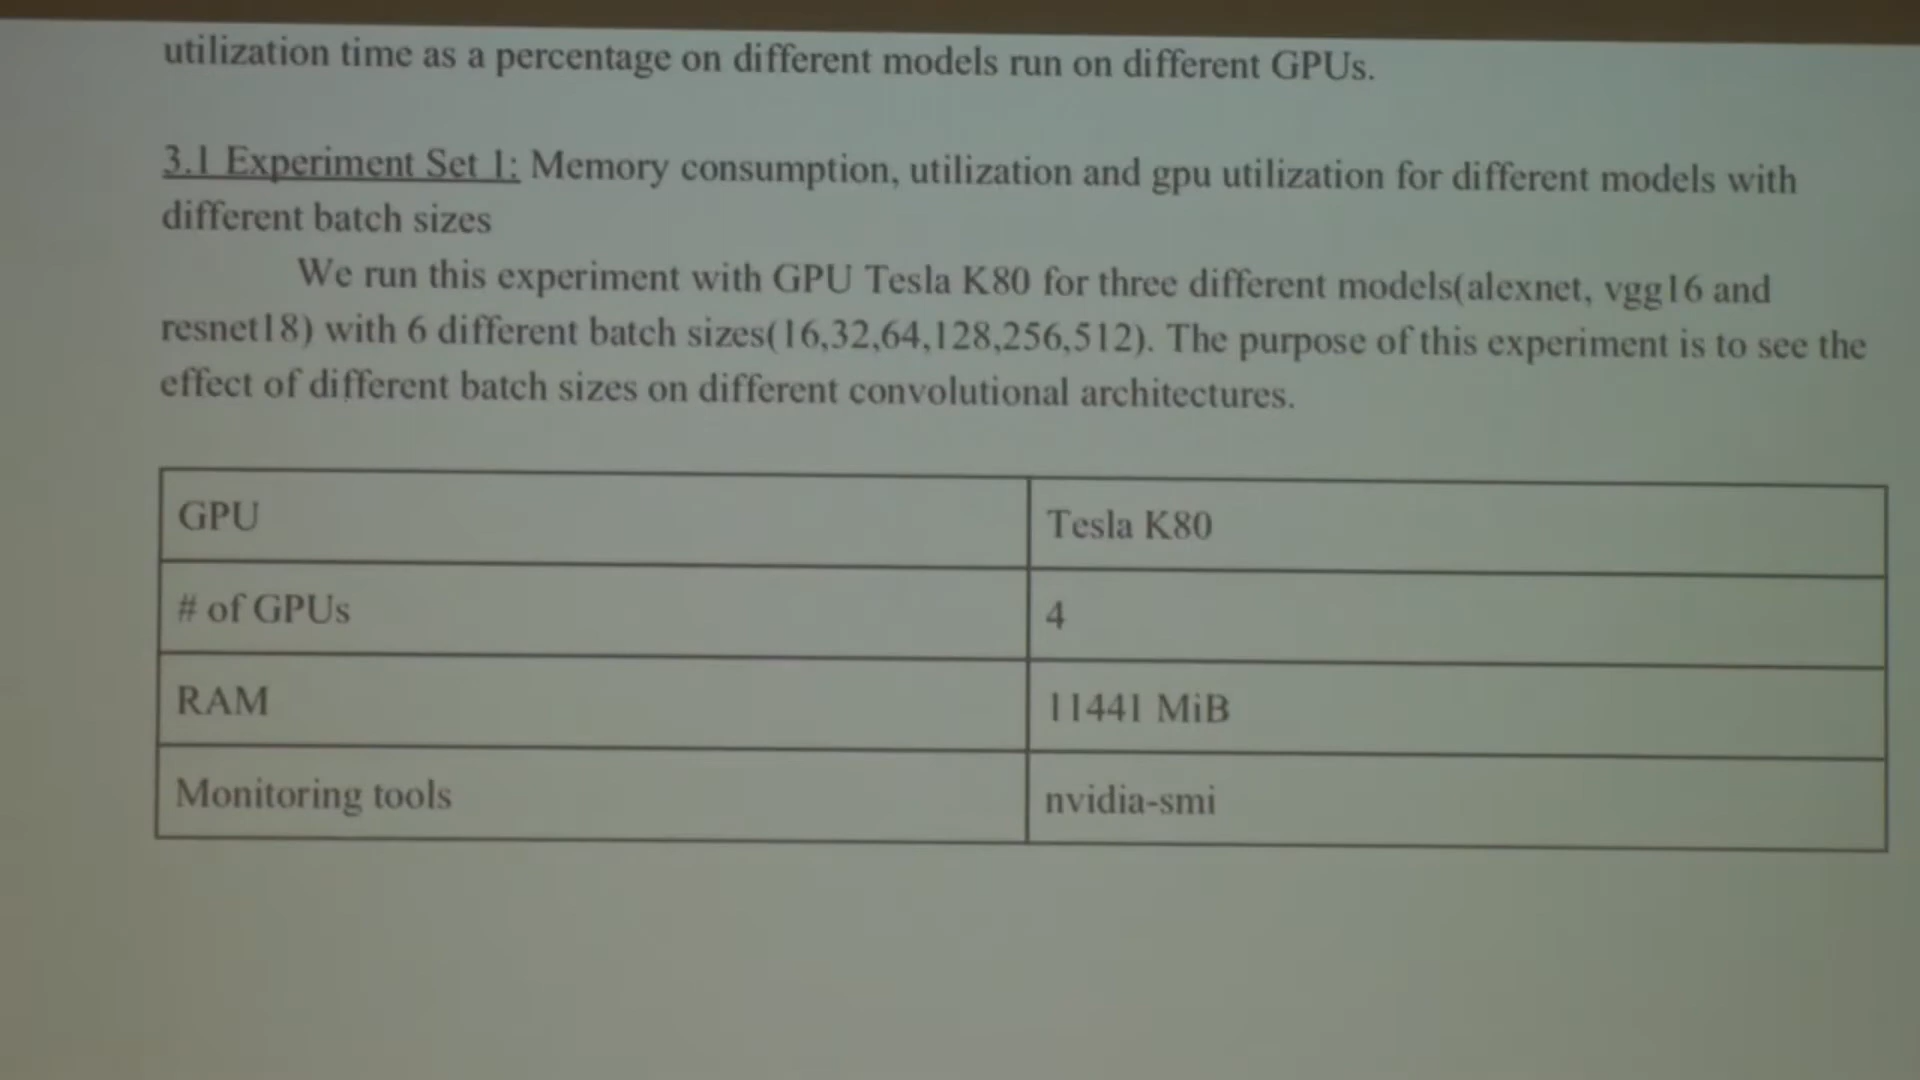 utilization time as a percentage on different models run on different GPUs.
3.1 Experiment Set 1: Memory consumption, utilization and gpu utilization for different models with
different batch sizes
We run this experiment with GPU Tesla K80 for three different models(alexnet, vgg16 and
resnet18) with 6 different batch sizes(16,32,64,128,256,512). The purpose of this experiment is to see the
effect of different batch sizes on different convolutional architectures.
GPU
Tesla K80
# of GPUs
4
RAM
11441 MiB
Monitoring tools
nvidia-smi